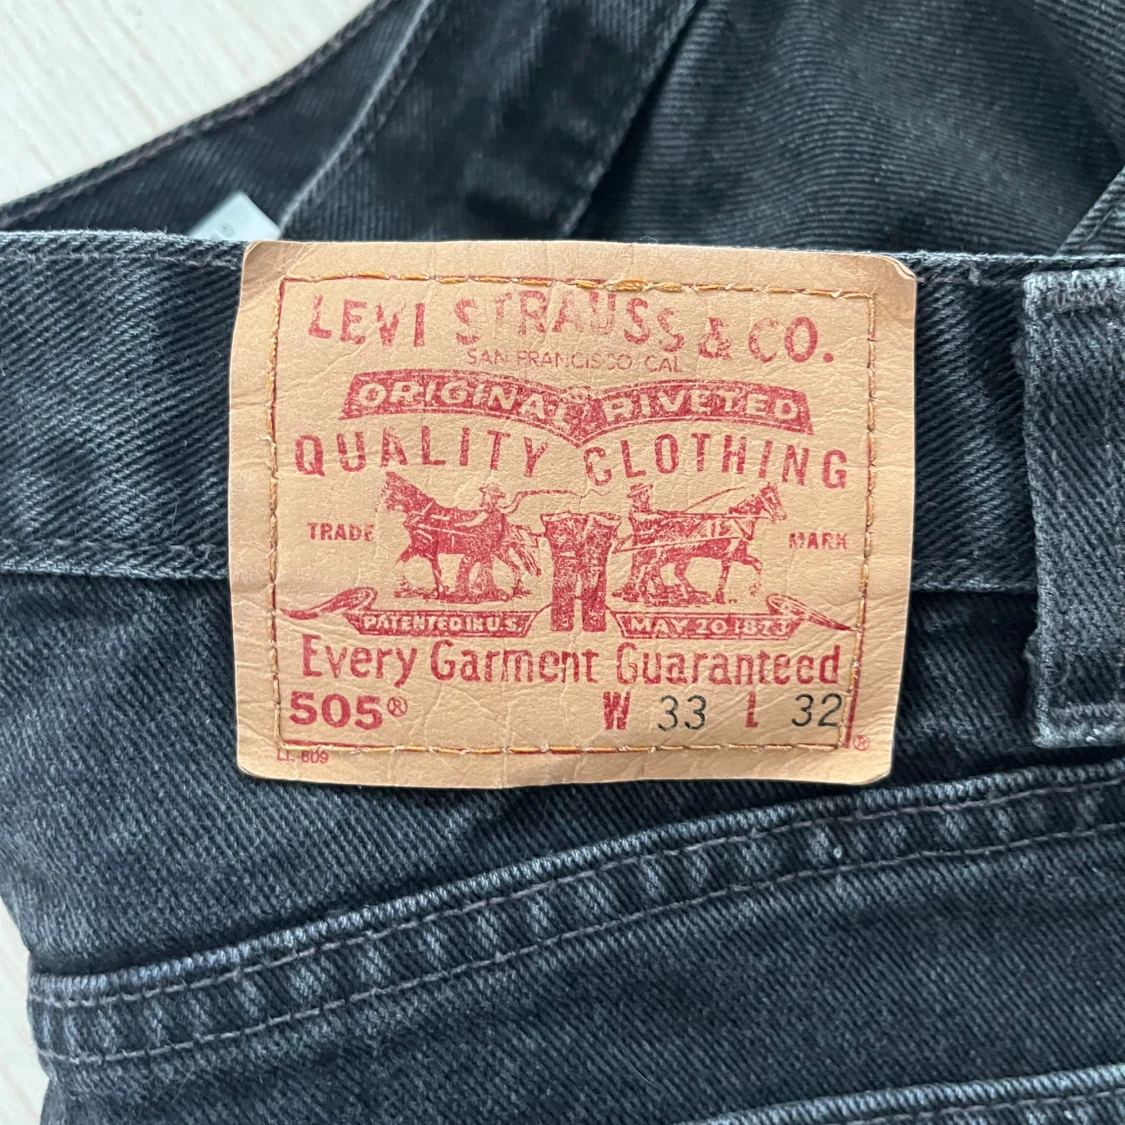 LEVI STRAUSS & CO.
SAN FRANCISCO CAL
ORIGINAL RIVETED
QUALITY CLOTHING
TRADE MARK
PATENTED IN U.S. MAY 20 1873
Every Garment Guaranteed
505® W 33 L 32
®